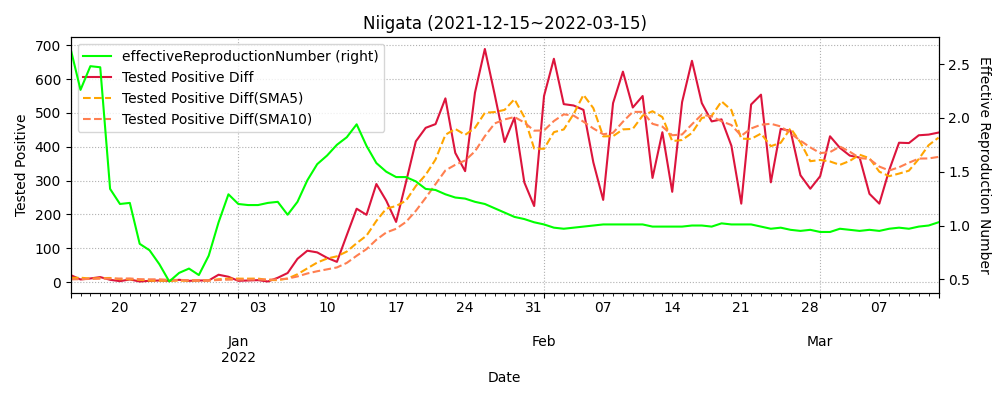 Niigata (2021-12-15~2022-03-15)
effectiveReproductionNumber (right)
Tested Positive Diff
Tested Positive Diff(SMA5)
Tested Positive Diff(SMA10)
Tested Positive
700
600
500
400
300
200
100
0
Effective Reproduction Number
2.5
2.0
1.5
1.0
0.5
20 27 03 10 17 24 31 07 14 21 28 07
Jan Feb Mar
2022
Date